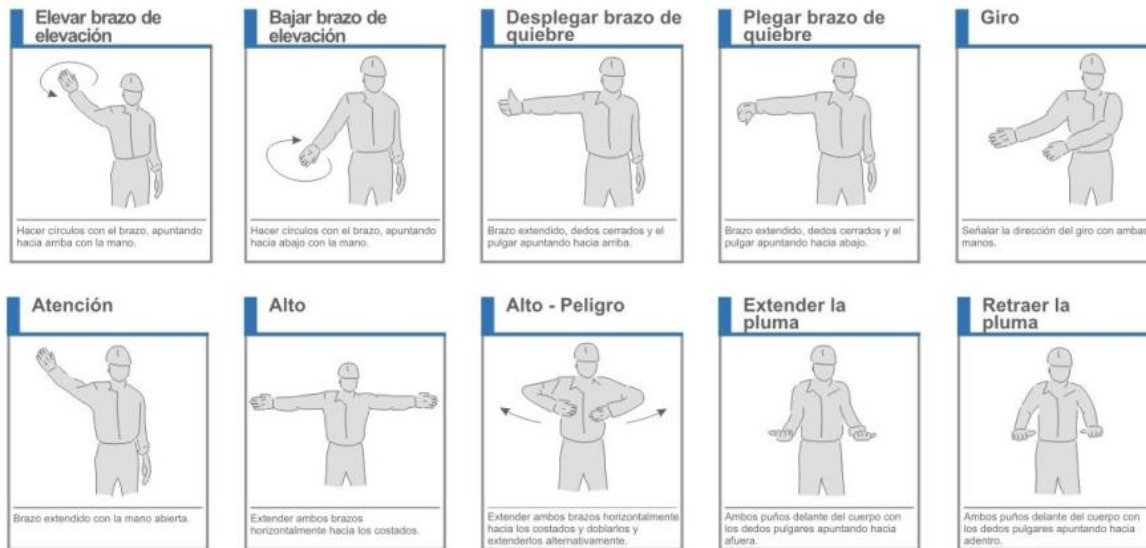 Elevar brazo de
elevación
Hacer círculos con el brazo, apuntando
hacia arriba con la mano.
Bajar brazo de
elevación
Hacer círculos con el brazo, apuntando
hacia abajo con la mano.
Desplegar brazo de
quiebre
Brazo extendido, dedos cerrados y el
pulgar apuntando hacia arriba.
Plegar brazo de
quiebre
Brazo extendido, dedos cerrados y el
pulgar apuntando hacia abajo.
Giro
Señalar la dirección del giro con ambas
manos.
Atención
Brazo extendido con la mano abierta.
Alto
Extender ambos brazos
horizontalmente hacia los costados.
Alto - Peligro
Extender ambos brazos horizontalmente
hacia los costados y doblarlos y
extenderlos alternativamente.
Extender la
pluma
Ambos puños delante del cuerpo con
los dedos pulgares apuntando hacia
afuera.
Retraer la
pluma
Ambos puños delante del cuerpo con
los dedos pulgares apuntando hacia
adentro.